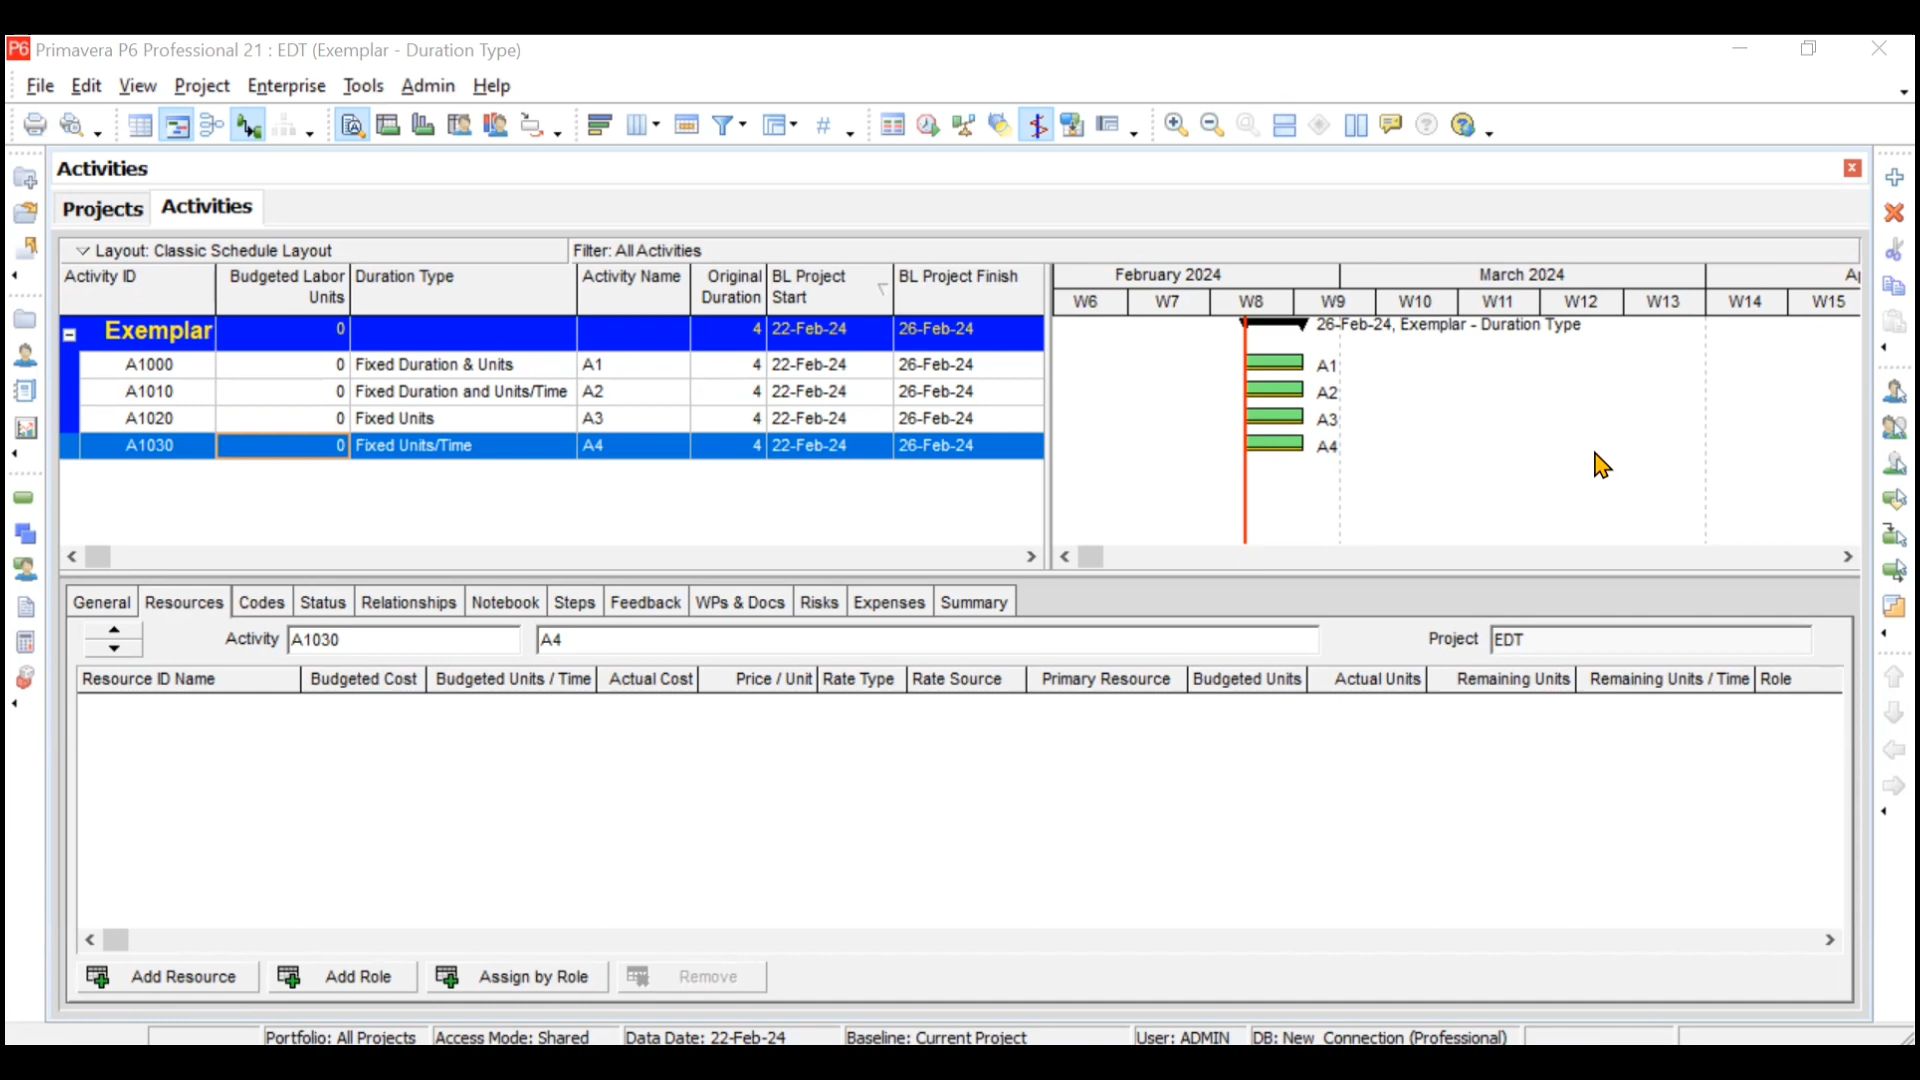 P6 Primavera P6 Professional 21 : EDT (Exemplar - Duration Type)
File Edit View Project Enterprise Tools Admin Help
Activities
Projects Activities
Layout: Classic Schedule Layout Filter: All Activities
Activity ID Budgeted Labor Units Duration Type Activity Name Original Duration BL Project Start BL Project Finish
February 2024 March 2024
W6 W7 W8 W9 W10 W11 W12 W13 W14 W15
Exemplar 0 4 22-Feb-24 26-Feb-24 26-Feb-24, Exemplar - Duration Type
A1000 0 Fixed Duration & Units A1 4 22-Feb-24 26-Feb-24 A1
A1010 0 Fixed Duration and Units/Time A2 4 22-Feb-24 26-Feb-24 A2
A1020 0 Fixed Units A3 4 22-Feb-24 26-Feb-24 A3
A1030 0 Fixed Units/Time A4 4 22-Feb-24 26-Feb-24 A4
General Resources Codes Status Relationships Notebook Steps Feedback WPs & Docs Risks Expenses Summary
Activity A1030 A4 Project EDT
Resource ID Name Budgeted Cost Budgeted Units / Time Actual Cost Price / Unit Rate Type Rate Source Primary Resource Budgeted Units Actual Units Remaining Units Remaining Units / Time Role
Add Resource Add Role Assign by Role Remove
Portfolio: All Projects Access Mode: Shared Data Date: 22-Feb-24 Baseline: Current Project User: ADMIN DB: New Connection (Professional)